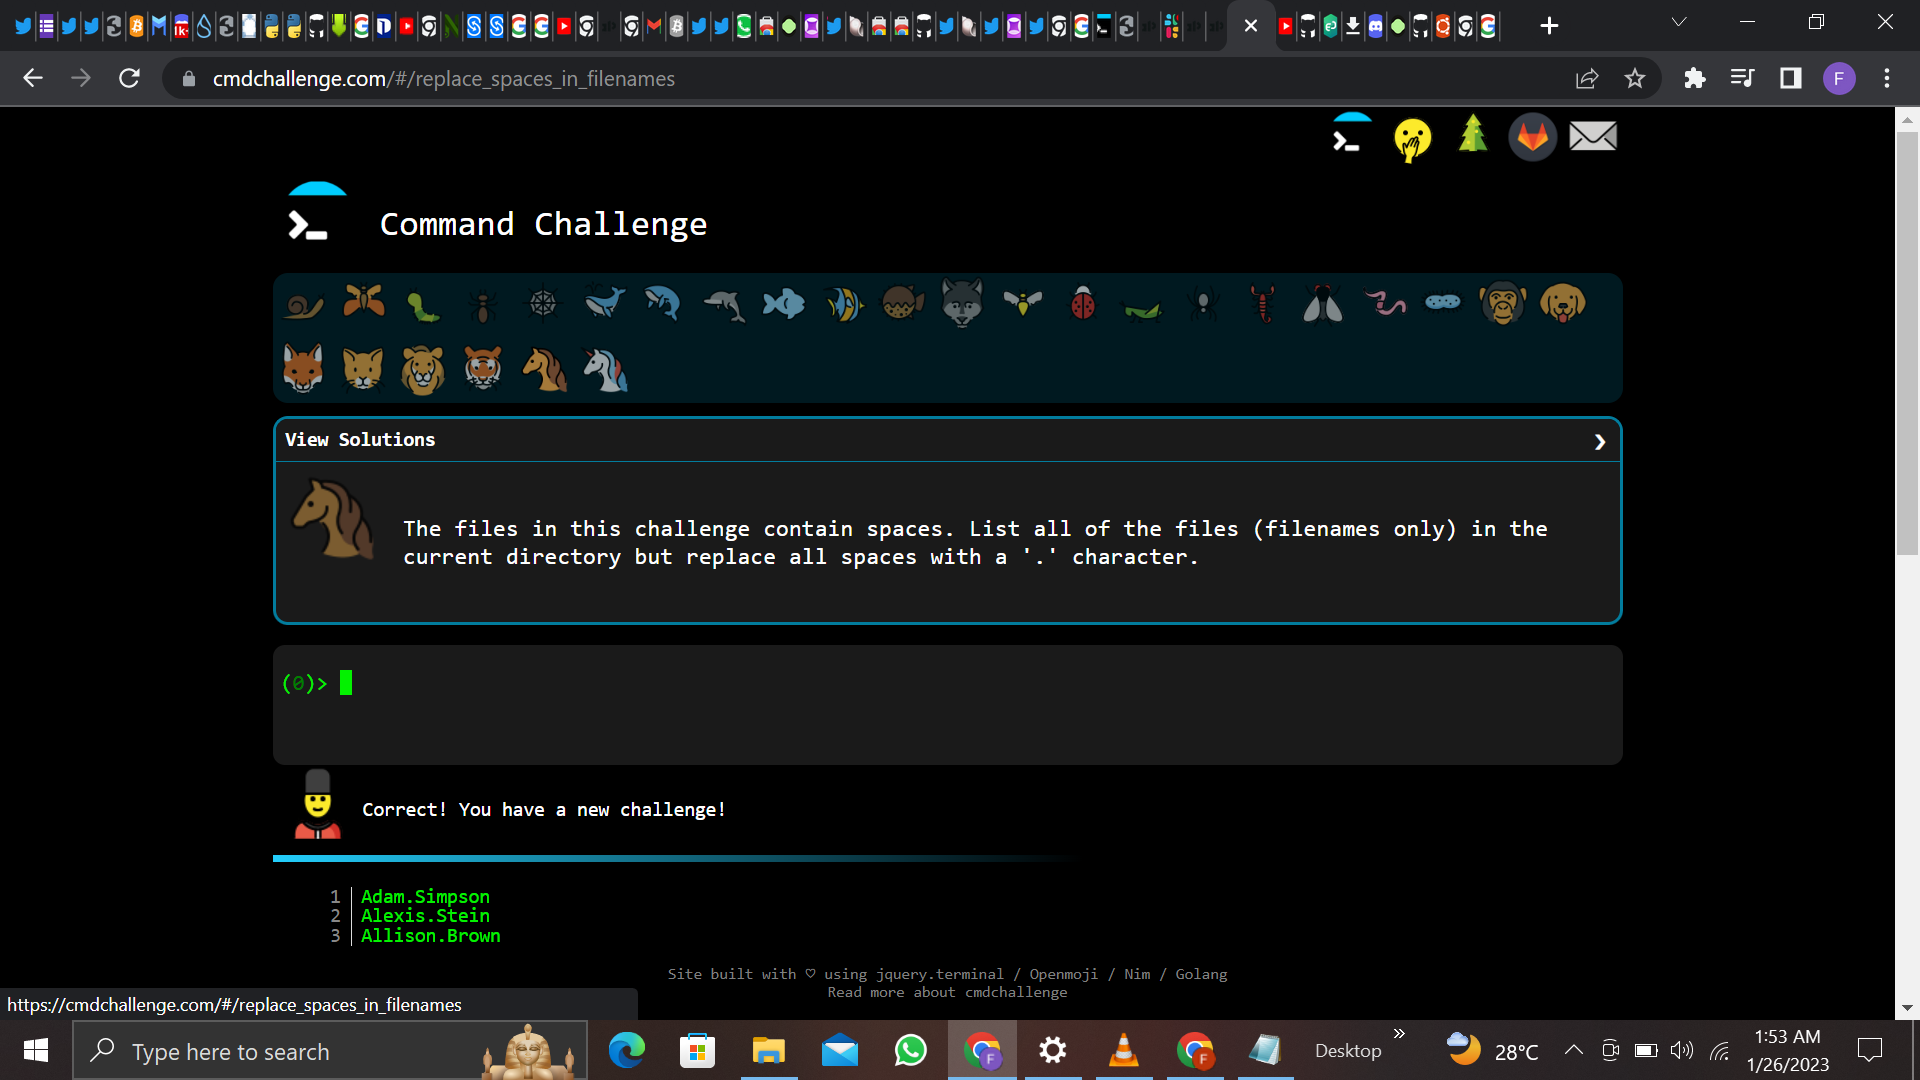 cmdchallenge.com/#/replace_spaces_in_filenames
F
Command Challenge
View Solutions
The files in this challenge contain spaces. List all of the files (filenames only) in the
current directory but replace all spaces with a '.' character.
(0)>
Correct! You have a new challenge!
1 Adam.Simpson
2 Alexis.Stein
3 Allison.Brown
Site built with ♡ using jquery.terminal / Openmoji / Nim / Golang
Read more about cmdchallenge
https://cmdchallenge.com/#/replace_spaces_in_filenames
Type here to search
F
F
Desktop
28°C
1:53 AM
1/26/2023